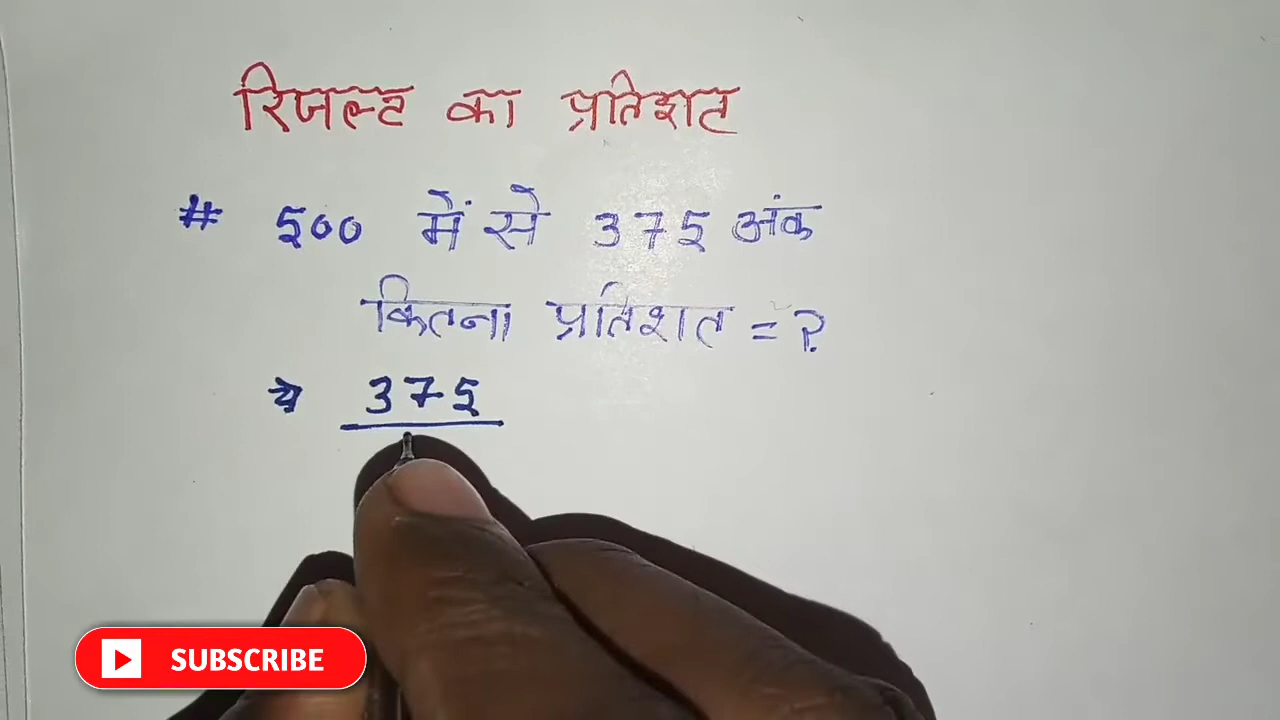 रिजल्ट का प्रतिशत
# 500 में से 375 अंक
कितना प्रतिशत = ?
→ 375
SUBSCRIBE